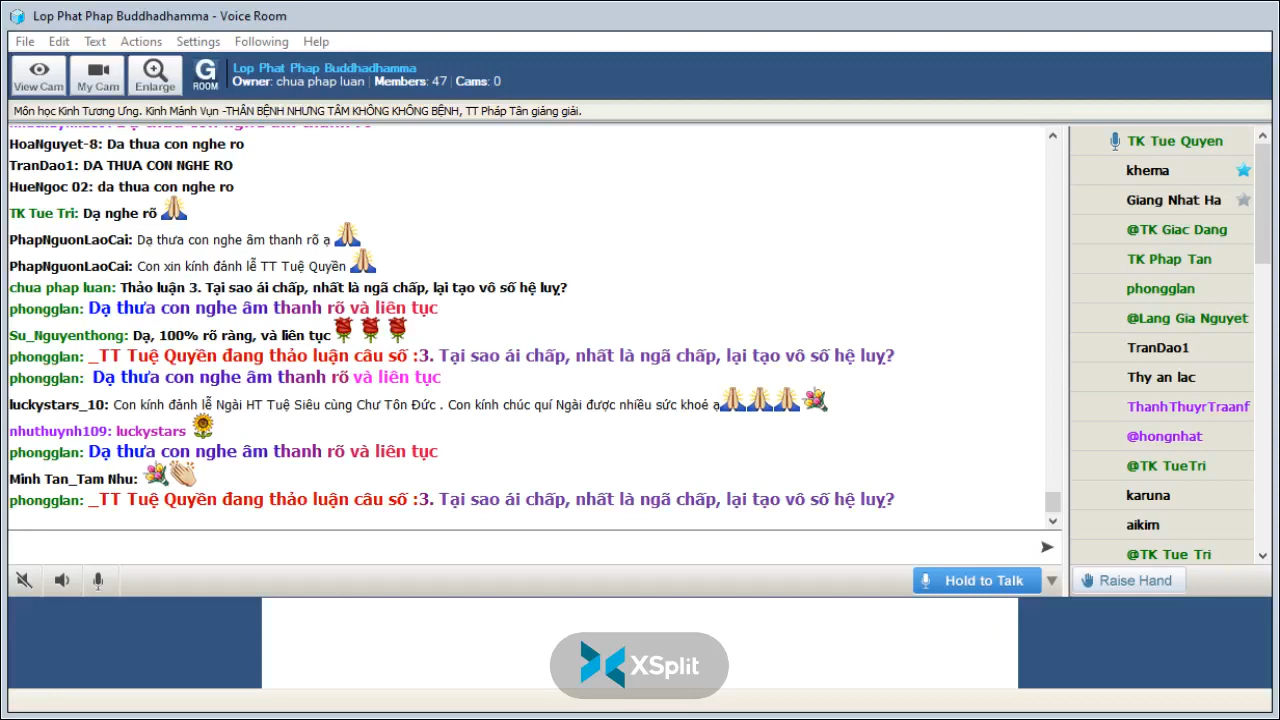 Lop Phat Phap Buddhadhamma - Voice Room
File Edit Text Actions Settings Following Help
View Cam My Cam Enlarge G ROOM
Lop Phat Phap Buddhadhamma
Owner: chua phap luan | Members: 47 | Cams: 0
Môn học Kinh Tương Ưng. Kinh Mảnh Vụn -THÂN BỆNH NHƯNG TÂM KHÔNG KHÔNG BỆNH, TT Pháp Tân giảng giải.
HoaNguyet-8: Da thua con nghe ro
TranDao1: DA THUA CON NGHE RO
HueNgoc 02: da thua con nghe ro
TK Tue Tri: Dạ nghe rõ
PhapNguonLaoCai: Dạ thưa con nghe âm thanh rõ ạ
PhapNguonLaoCai: Con xin kính đảnh lễ TT Tuệ Quyền
chua phap luan: Thảo luận 3. Tại sao ái chấp, nhất là ngã chấp, lại tạo vô số hệ luỵ?
phongglan: Dạ thưa con nghe âm thanh rõ và liên tục
Su_Nguyenthong: Dạ, 100% rõ ràng, và liên tục
phongglan: _TT Tuệ Quyền đang thảo luận câu số :3. Tại sao ái chấp, nhất là ngã chấp, lại tạo vô số hệ luỵ?
phongglan: Dạ thưa con nghe âm thanh rõ và liên tục
luckystars_10: Con kính đảnh lễ Ngài HT Tuệ Siêu cùng Chư Tôn Đức . Con kính chúc quí Ngài được nhiều sức khoẻ ạ
nhuthuynh109: luckystars
phongglan: Dạ thưa con nghe âm thanh rõ và liên tục
Minh Tan_Tam Nhu:
phongglan: _TT Tuệ Quyền đang thảo luận câu số :3. Tại sao ái chấp, nhất là ngã chấp, lại tạo vô số hệ luỵ?
TK Tue Quyen
khema
Giang Nhat Ha
@TK Giac Dang
TK Phap Tan
phongglan
@Lang Gia Nguyet
TranDao1
Thy an lac
ThanhThuyrTraanf
@hongnhat
@TK TueTri
karuna
aikim
@TK Tue Tri
Hold to Talk
Raise Hand
XSplit